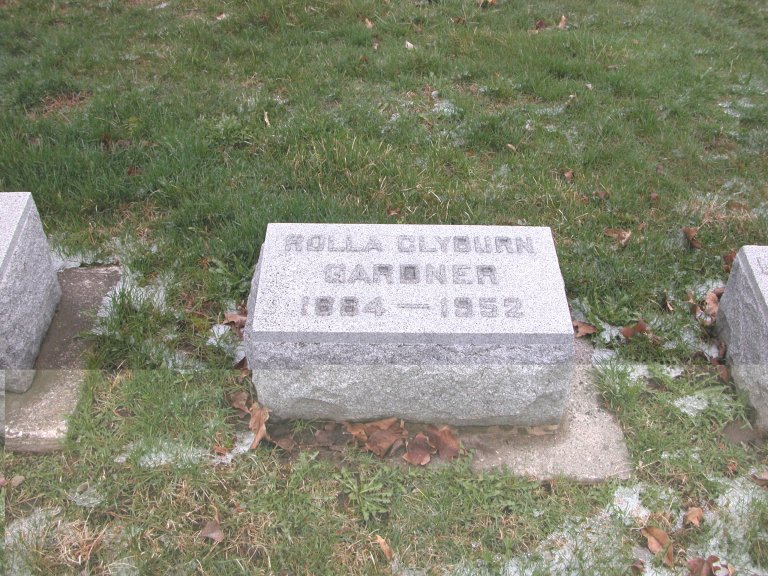 ROLLA CLYBURN
GARDNER
1884 — 1952